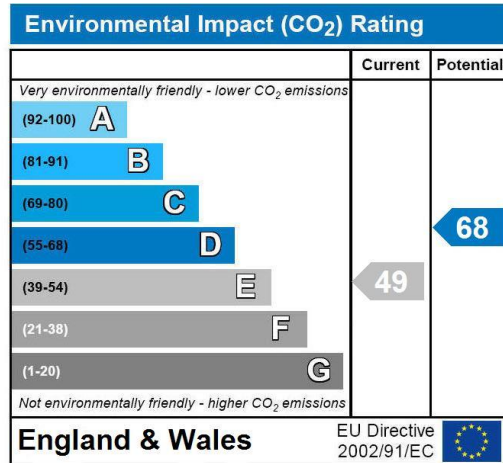 Environmental Impact (CO₂) Rating
Current Potential
Very environmentally friendly - lower CO₂ emissions
(92-100) A
(81-91) B
(69-80) C
(55-68) D
68
(39-54) E
49
(21-38) F
(1-20) G
Not environmentally friendly - higher CO₂ emissions
England & Wales
EU Directive
2002/91/EC